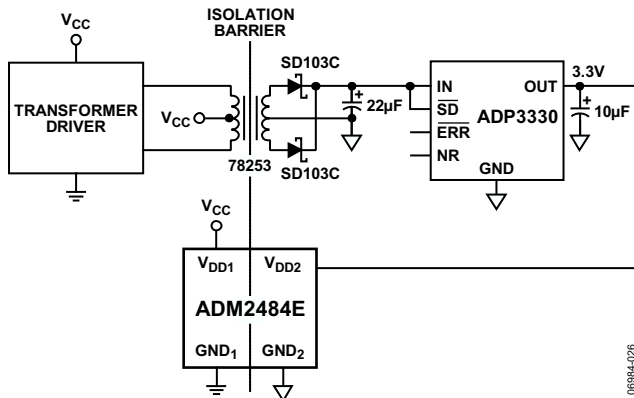 ISOLATION
BARRIER
VCC
SD103C
IN
OUT
3.3V
TRANSFORMER
DRIVER
VCC
+
22µF
SD
ADP3330
+
10µF
ERR
NR
78253
SD103C
GND
VCC
VDD1
VDD2
ADM2484E
GND1
GND2
06984-026